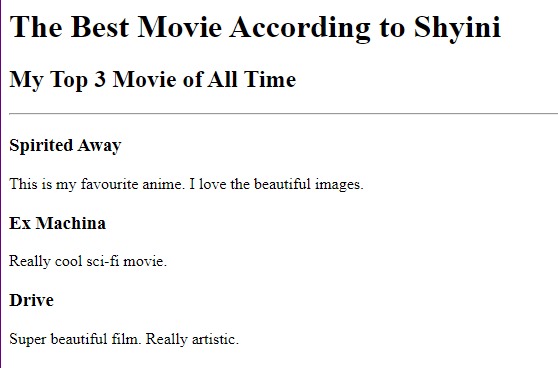 The Best Movie According to Shyini
My Top 3 Movie of All Time
Spirited Away
This is my favourite anime. I love the beautiful images.
Ex Machina
Really cool sci-fi movie.
Drive
Super beautiful film. Really artistic.